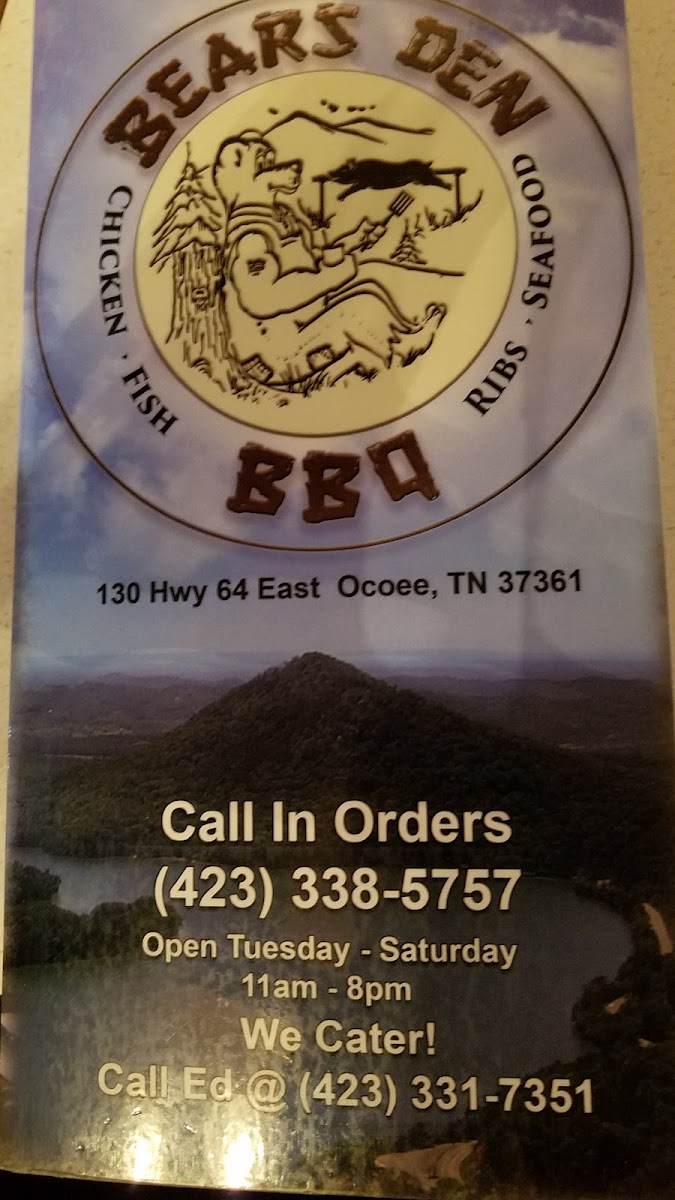 BEARS DEN
CHICKEN · FISH
RIBS · SEAFOOD
BBQ
130 Hwy 64 East Ocoee, TN 37361
Call In Orders
(423) 338-5757
Open Tuesday - Saturday
11am - 8pm
We Cater!
Call Ed @ (423) 331-7351